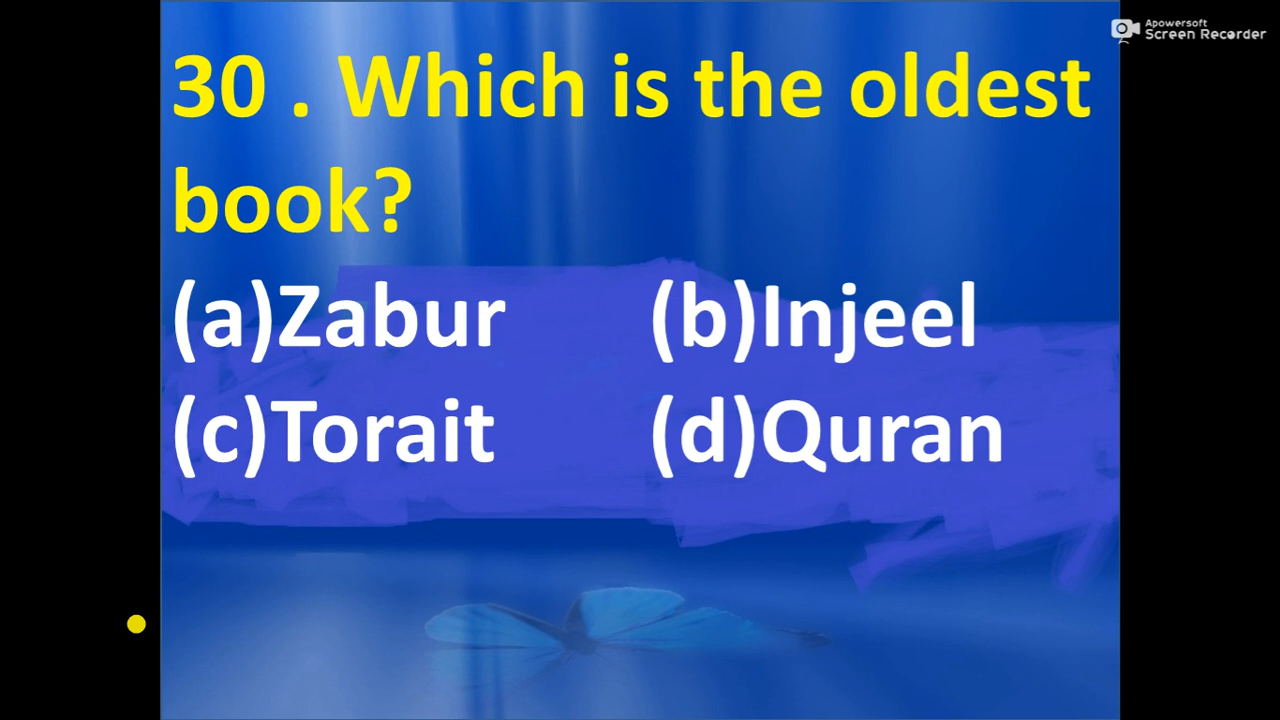 Apowersoft
Screen Recorder
30 . Which is the oldest
book?
(a)Zabur (b)Injeel
(c)Torait (d)Quran